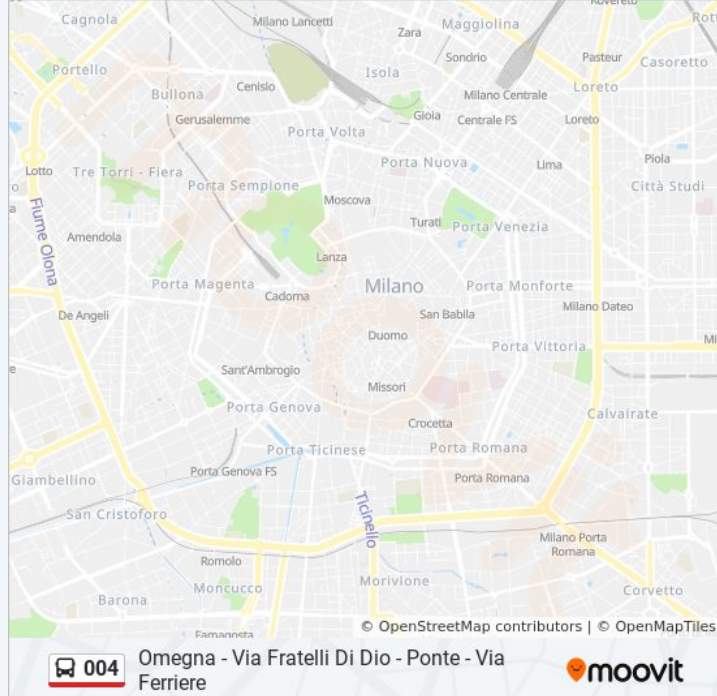 Cagnola
Milano Lancetti
Maggiolina
Zara
Portello
Sondrio
Pasteur
Casoretto
Isola
Cenisio
Bullona
Milano Centrale
Loreto
Gerusalemme
Gioia
Centrale FS
Loreto
Porta Volta
Lotto
Tre Torri - Fiera
Porta Nuova
Lima
Piola
Porta Sempione
Città Studi
Moscova
Fiume Olona
Turati
Porta Venezia
Amendola
Lanza
Porta Magenta
Milano
Porta Monforte
Cadorna
Milano Dateo
De Angeli
San Babila
Duomo
Porta Vittoria
Mi
Sant'Ambrogio
Missori
Porta Genova
Calvairate
Crocetta
Porta Ticinese
Porta Romana
Giambellino
Porta Genova FS
Porta Romana
San Cristoforo
Ticinello
Milano Porta
Romana
Romolo
Moncucco
Morivione
Corvetto
Barona
Famagosta
© OpenStreetMap contributors | © OpenMapTiles
004
Omegna - Via Fratelli Di Dio - Ponte - Via
Ferriere
moovit